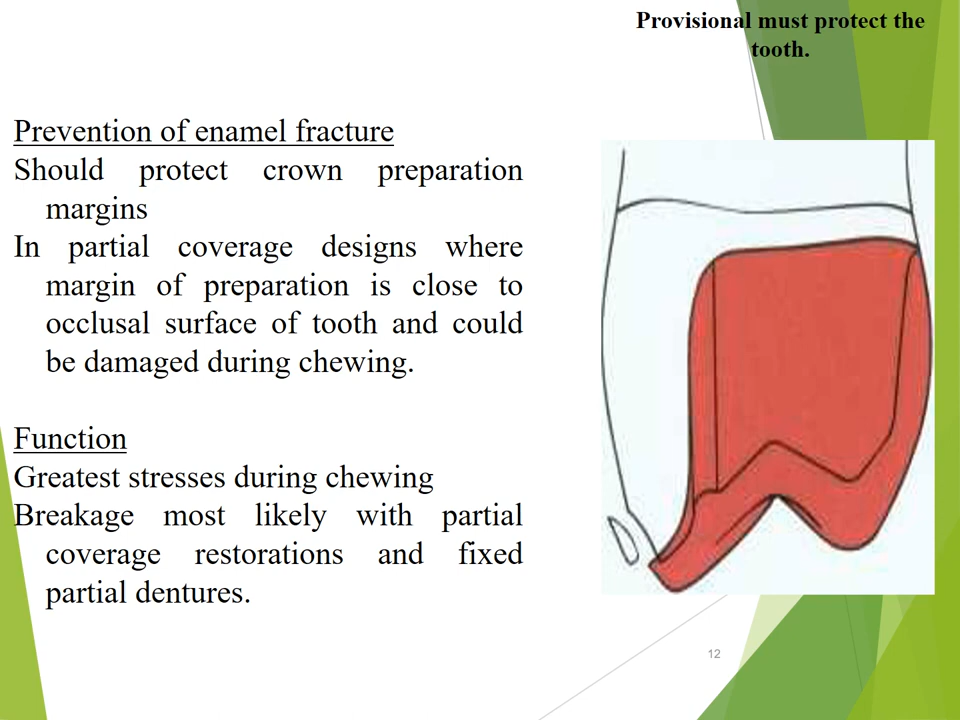 Provisional must protect the
tooth.
Prevention of enamel fracture
Should protect crown preparation
margins
In partial coverage designs where
margin of preparation is close to
occlusal surface of tooth and could
be damaged during chewing.
Function
Greatest stresses during chewing
Breakage most likely with partial
coverage restorations and fixed
partial dentures.
12